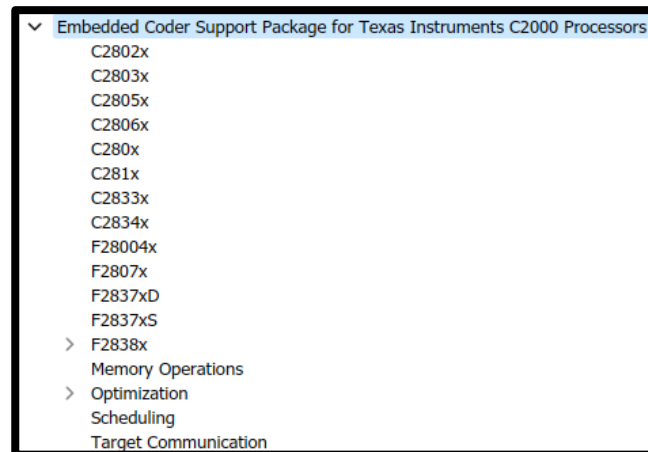 Embedded Coder Support Package for Texas Instruments C2000 Processors
C2802x
C2803x
C2805x
C2806x
C280x
C281x
C2833x
C2834x
F28004x
F2807x
F2837xD
F2837xS
F2838x
Memory Operations
Optimization
Scheduling
Target Communication